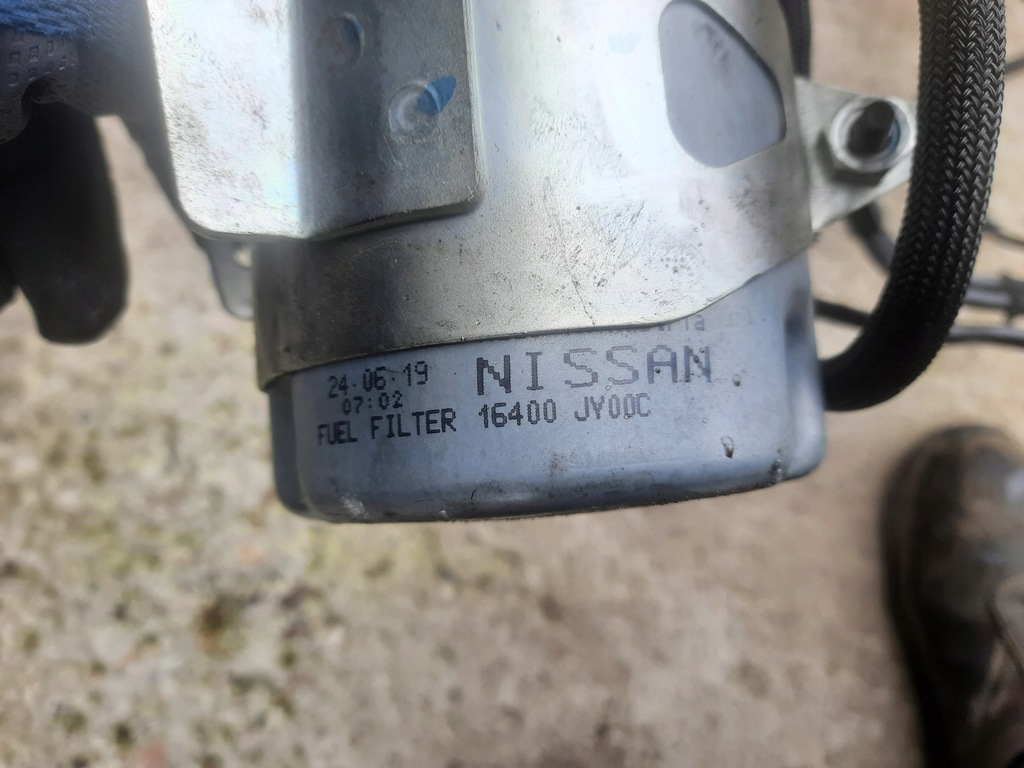 24·06·19 NISSAN
07:02
FUEL FILTER 16400 JY00C